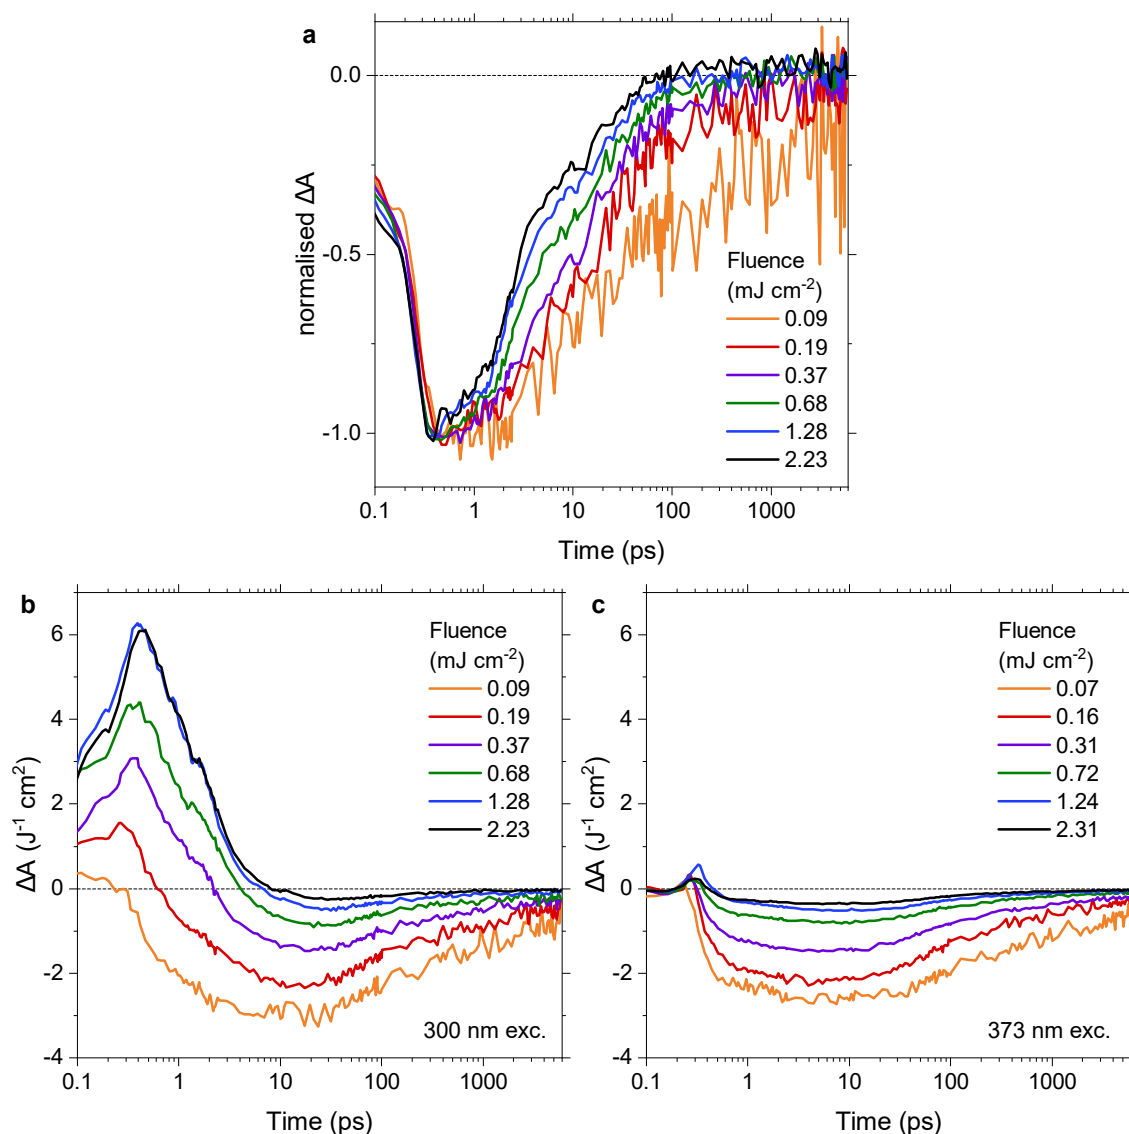 a
0.0
-0.5
-1.0
normalised ΔA
Fluence
(mJ cm-2)
0.09
0.19
0.37
0.68
1.28
2.23
0.1
1
10
100
1000
Time (ps)
b
6
4
2
0
-2
-4
ΔA (J-1 cm2)
Fluence
(mJ cm-2)
0.09
0.19
0.37
0.68
1.28
2.23
300 nm exc.
0.1
1
10
100
1000
Time (ps)
c
6
4
2
0
-2
-4
ΔA (J-1 cm2)
Fluence
(mJ cm-2)
0.07
0.16
0.31
0.72
1.24
2.31
373 nm exc.
0.1
1
10
100
1000
Time (ps)